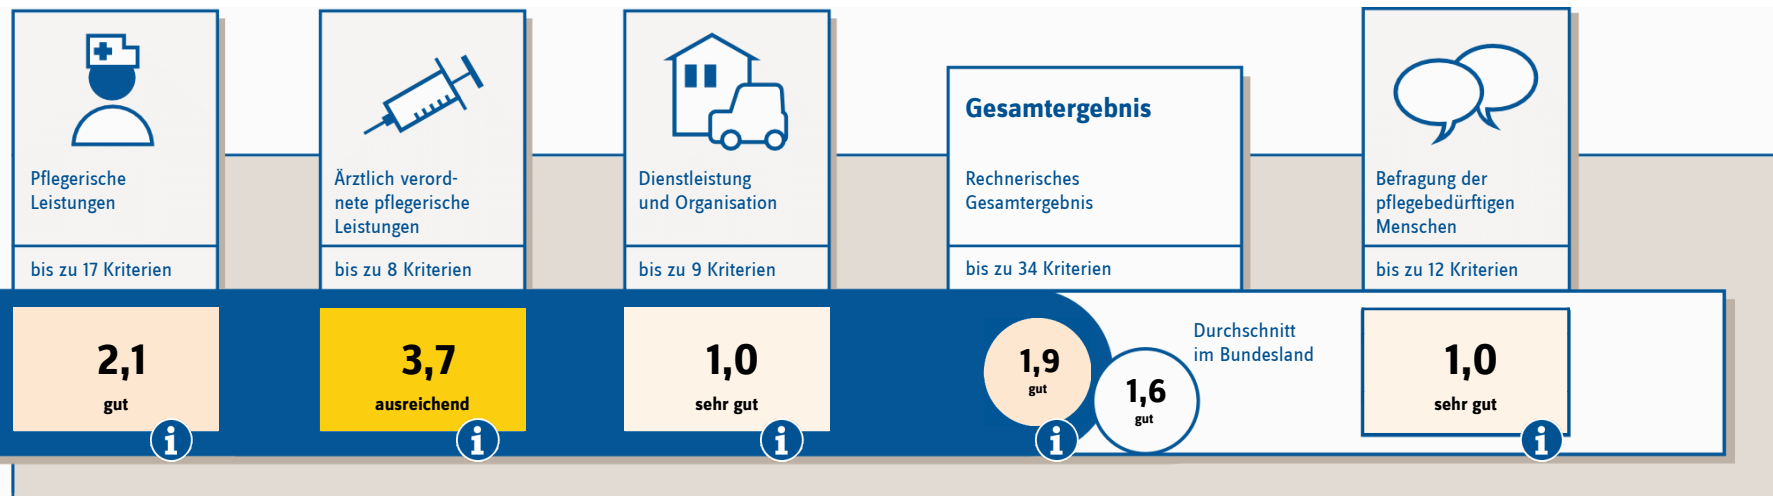 Pflegerische
Leistungen
bis zu 17 Kriterien
2,1
gut
i
Ärztlich verord-
nete pflegerische
Leistungen
bis zu 8 Kriterien
3,7
ausreichend
i
Dienstleistung
und Organisation
bis zu 9 Kriterien
1,0
sehr gut
i
Gesamtergebnis
Rechnerisches
Gesamtergebnis
bis zu 34 Kriterien
1,9
gut
i
Durchschnitt
im Bundesland
1,6
gut
Befragung der
pflegebedürftigen
Menschen
bis zu 12 Kriterien
1,0
sehr gut
i